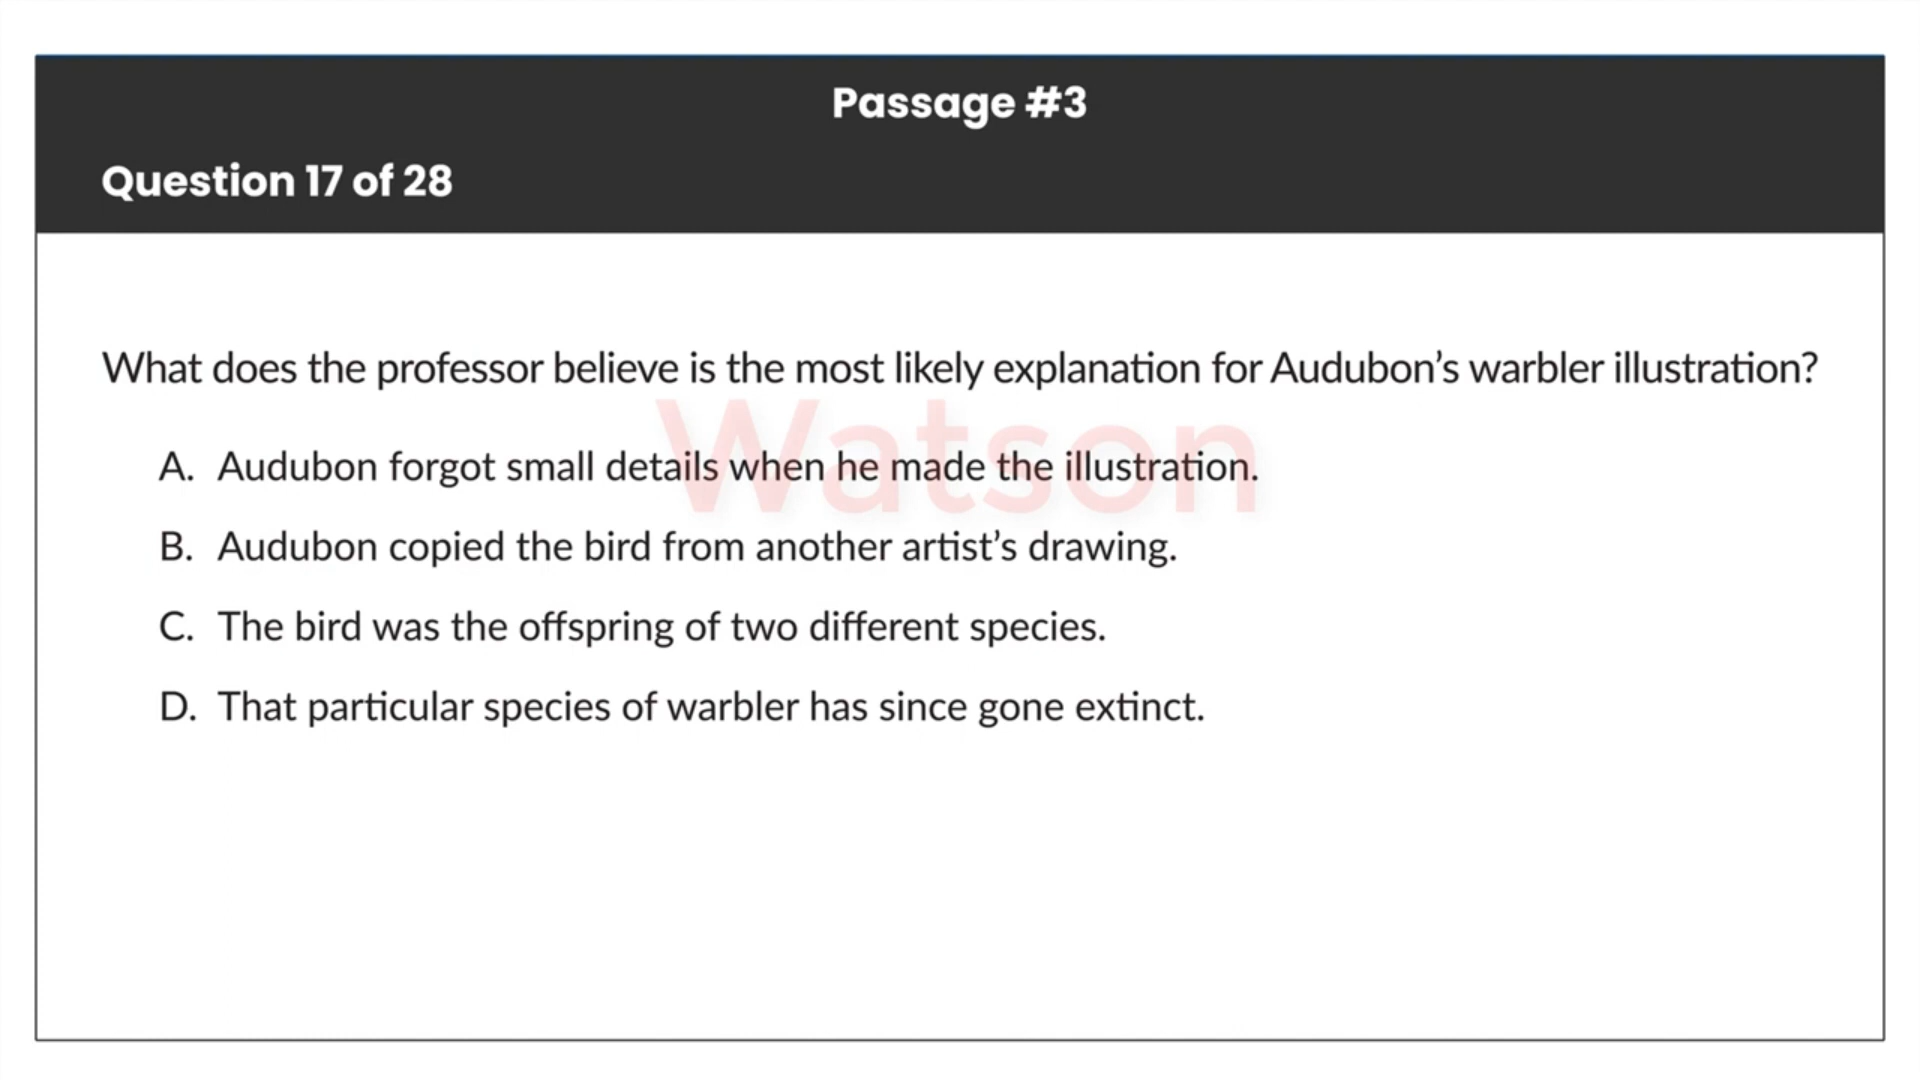 Passage #3
Question 17 of 28
What does the professor believe is the most likely explanation for Audubon’s warbler illustration?
Watson
A. Audubon forgot small details when he made the illustration.
B. Audubon copied the bird from another artist’s drawing.
C. The bird was the offspring of two different species.
D. That particular species of warbler has since gone extinct.